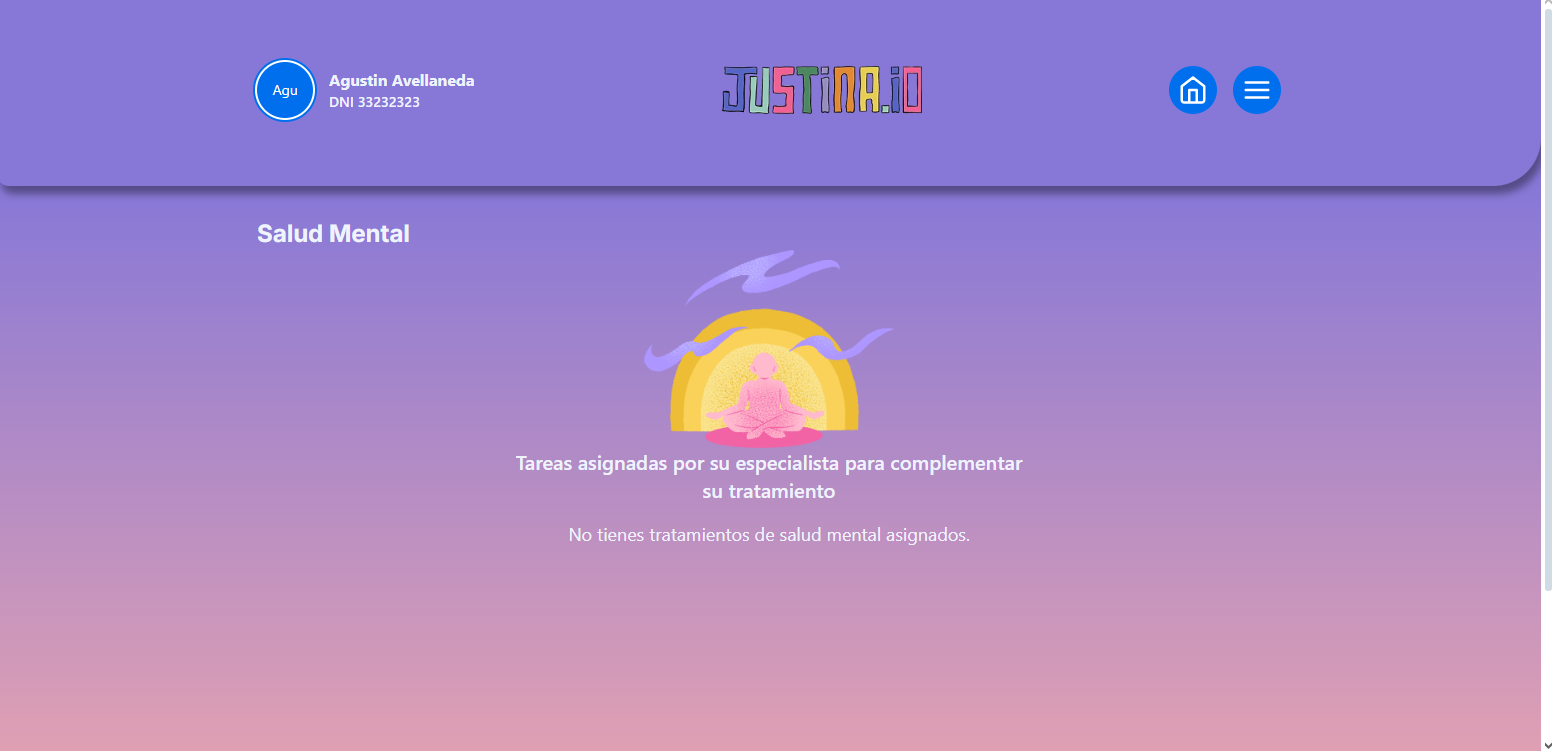 Agu
Agustin Avellaneda
DNI 33232323
JUSTINA.IO
Salud Mental
Tareas asignadas por su especialista para complementar
su tratamiento
No tienes tratamientos de salud mental asignados.